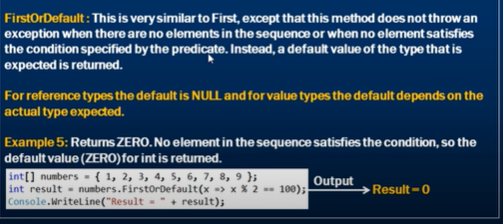 FirstOrDefault : This is very similar to First, except that this method does not throw an
exception when there are no elements in the sequence or when no element satisfies
the condition specified by the predicate. Instead, a default value of the type that is
expected is returned.
For reference types the default is NULL and for value types the default depends on the
actual type expected.
Example 5: Returns ZERO. No element in the sequence satisfies the condition, so the
default value (ZERO) for int is returned.
int[] numbers = { 1, 2, 3, 4, 5, 6, 7, 8, 9 };
int result = numbers.FirstOrDefault(x => x % 2 == 100);
Console.WriteLine("Result = " + result);
Output
Result = 0